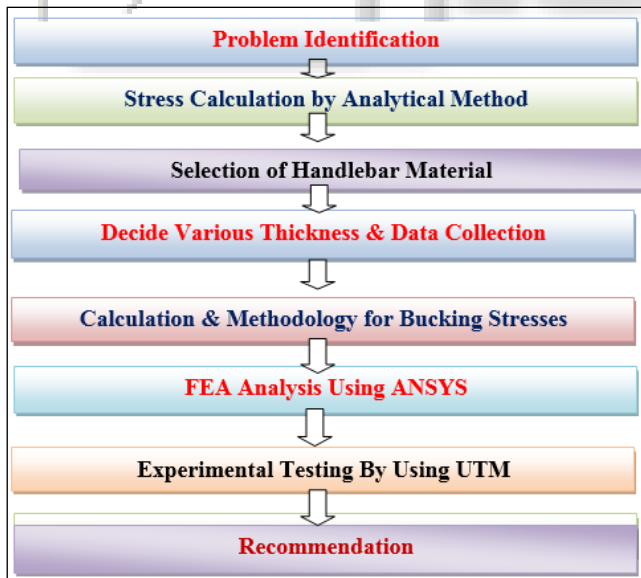 Problem Identification
Stress Calculation by Analytical Method
Selection of Handlebar Material
Decide Various Thickness & Data Collection
Calculation & Methodology for Bucking Stresses
FEA Analysis Using ANSYS
Experimental Testing By Using UTM
Recommendation